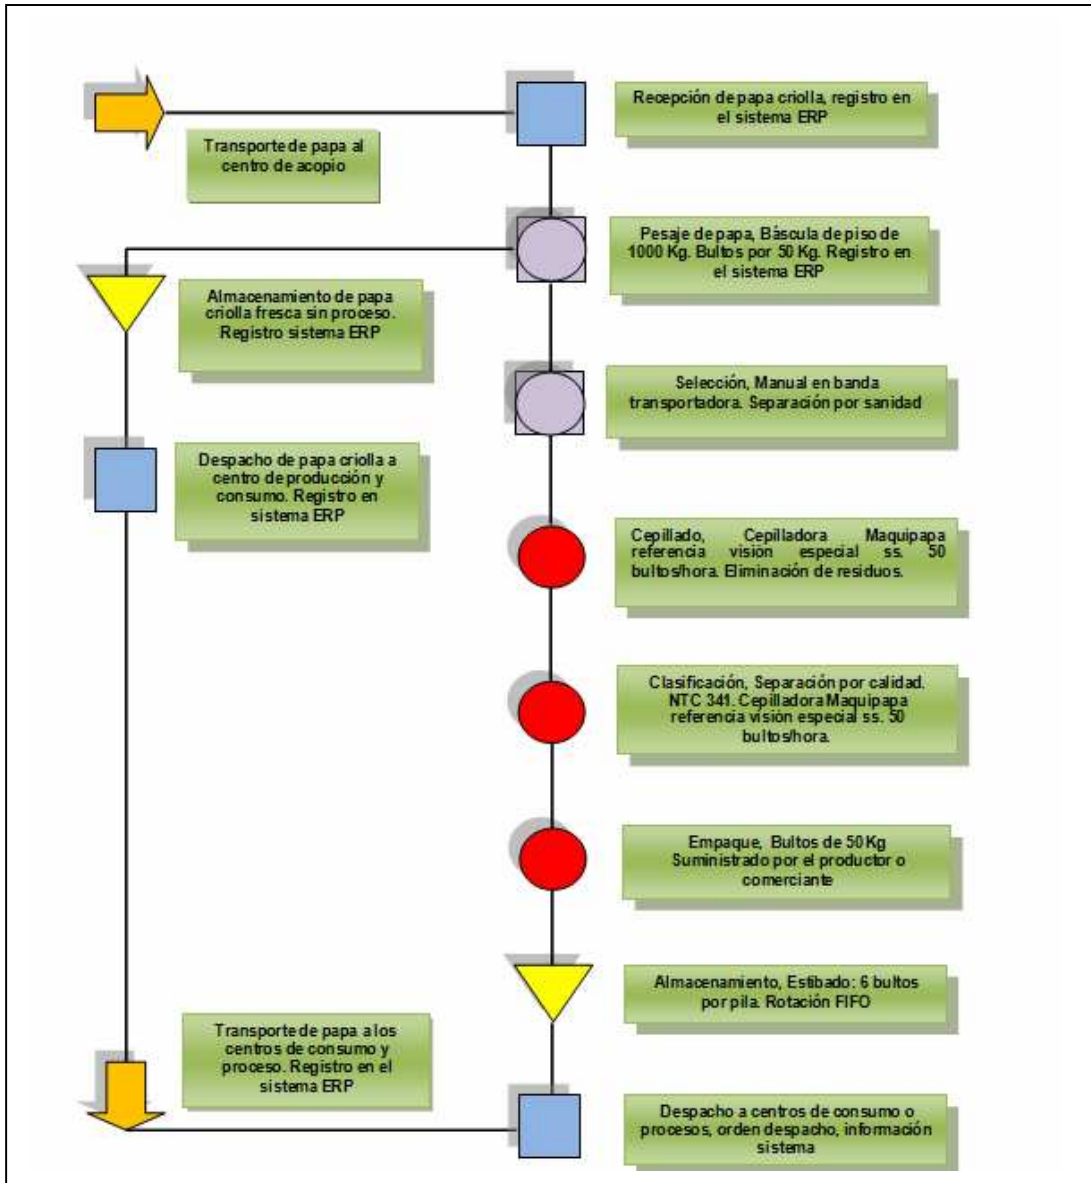 Recepción de papa criolla, registro en
el sistema ERP
Transporte de papa al
centro de acopio
Pesaje de papa, Báscula de piso de
1000 Kg. Bultos por 50 Kg. Registro en
el sistema ERP
Almacenamiento de papa
criolla fresca sin proceso.
Registro sistema ERP
Selección, Manual en banda
transportadora. Separación por sanidad
Despacho de papa criolla a
centro de producción y
consumo. Registro en
sistema ERP
Cepillado, Cepilladora Maquipapa
referencia visión especial ss. 50
bultos/hora. Eliminación de residuos.
Clasificación, Separación por calidad.
NTC 341. Cepilladora Maquipapa
referencia visión especial ss. 50
bultos/hora.
Empaque, Bultos de 50 Kg
Suministrado por el productor o
comerciante
Almacenamiento, Estibado: 6 bultos
por pila. Rotación FIFO
Transporte de papa a los
centros de consumo y
proceso. Registro en el
sistema ERP
Despacho a centros de consumo o
procesos, orden despacho, información
sistema